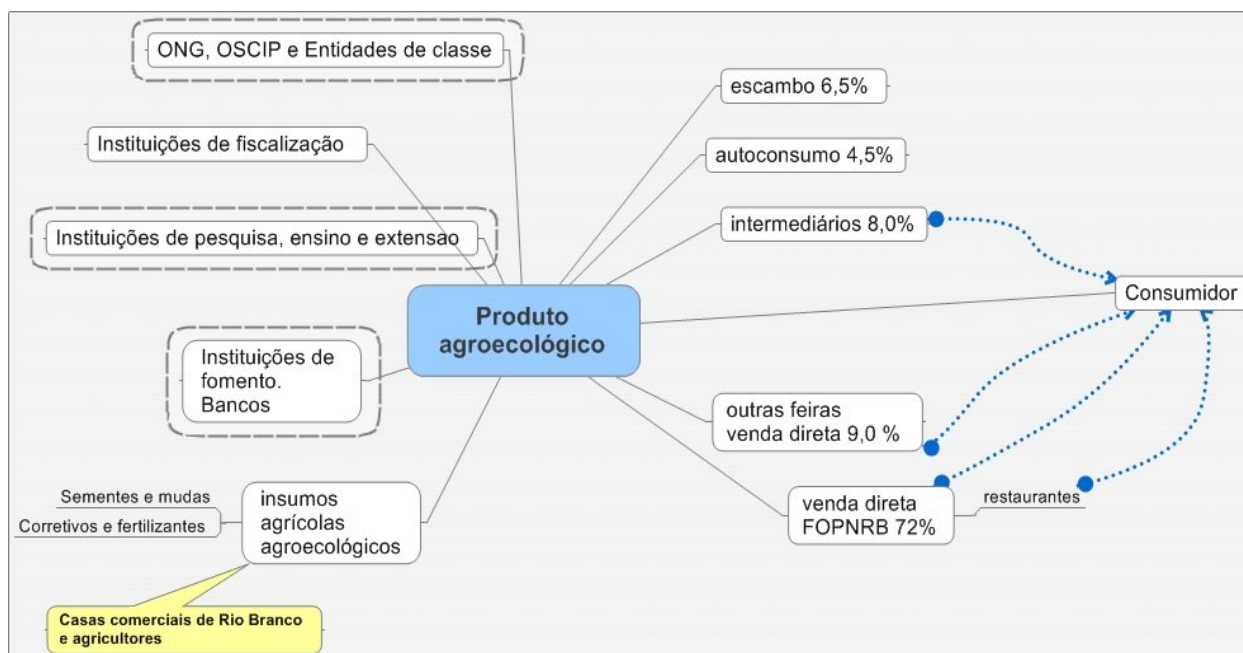 ONG, OSCIP e Entidades de classe
Instituições de fiscalização
Instituições de pesquisa, ensino e extensao
Instituições de
fomento.
Bancos
Sementes e mudas
Corretivos e fertilizantes
insumos
agrícolas
agroecológicos
Casas comerciais de Rio Branco
e agricultores
Produto
agroecológico
escambo 6,5%
autoconsumo 4,5%
intermediários 8,0%
Consumidor
outras feiras
venda direta 9,0 %
venda direta
FOPNRB 72%
restaurantes